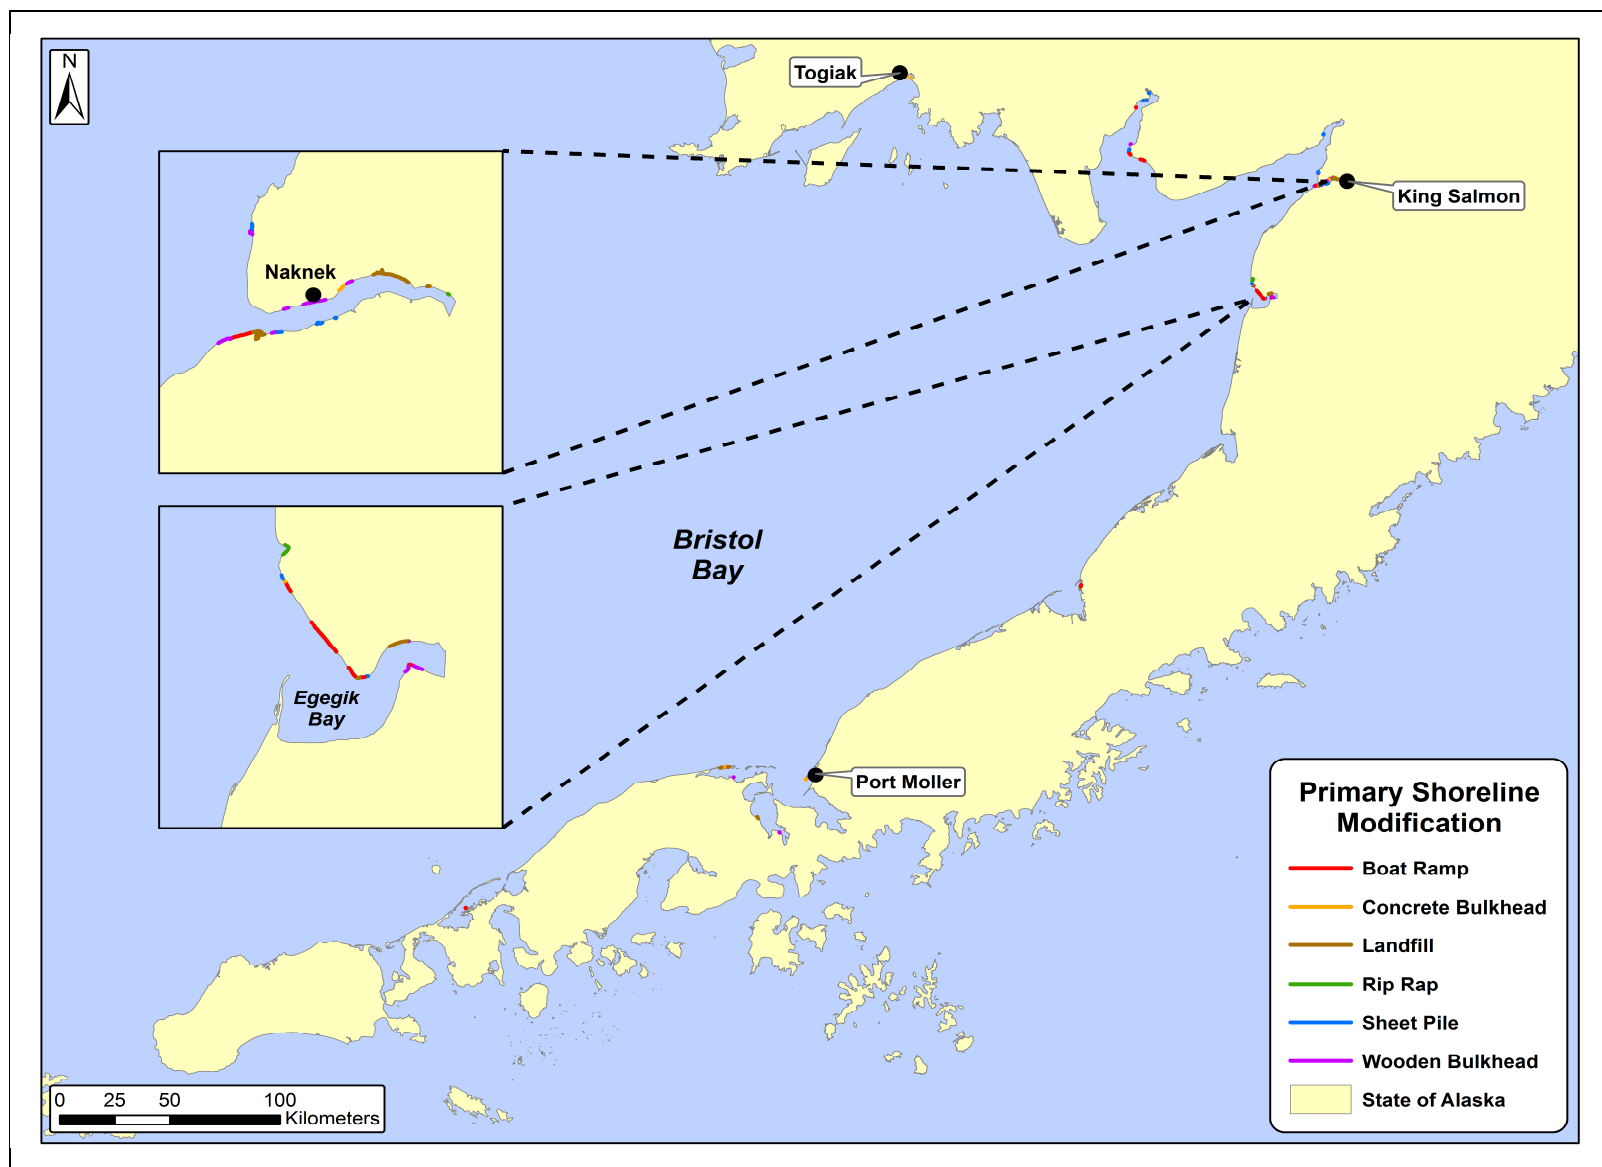 N
Togiak
King Salmon
Naknek
Bristol
Bay
Egegik
Bay
Port Moller
Primary Shoreline
Modification
Boat Ramp
Concrete Bulkhead
Landfill
Rip Rap
Sheet Pile
Wooden Bulkhead
State of Alaska
0 25 50 100
Kilometers